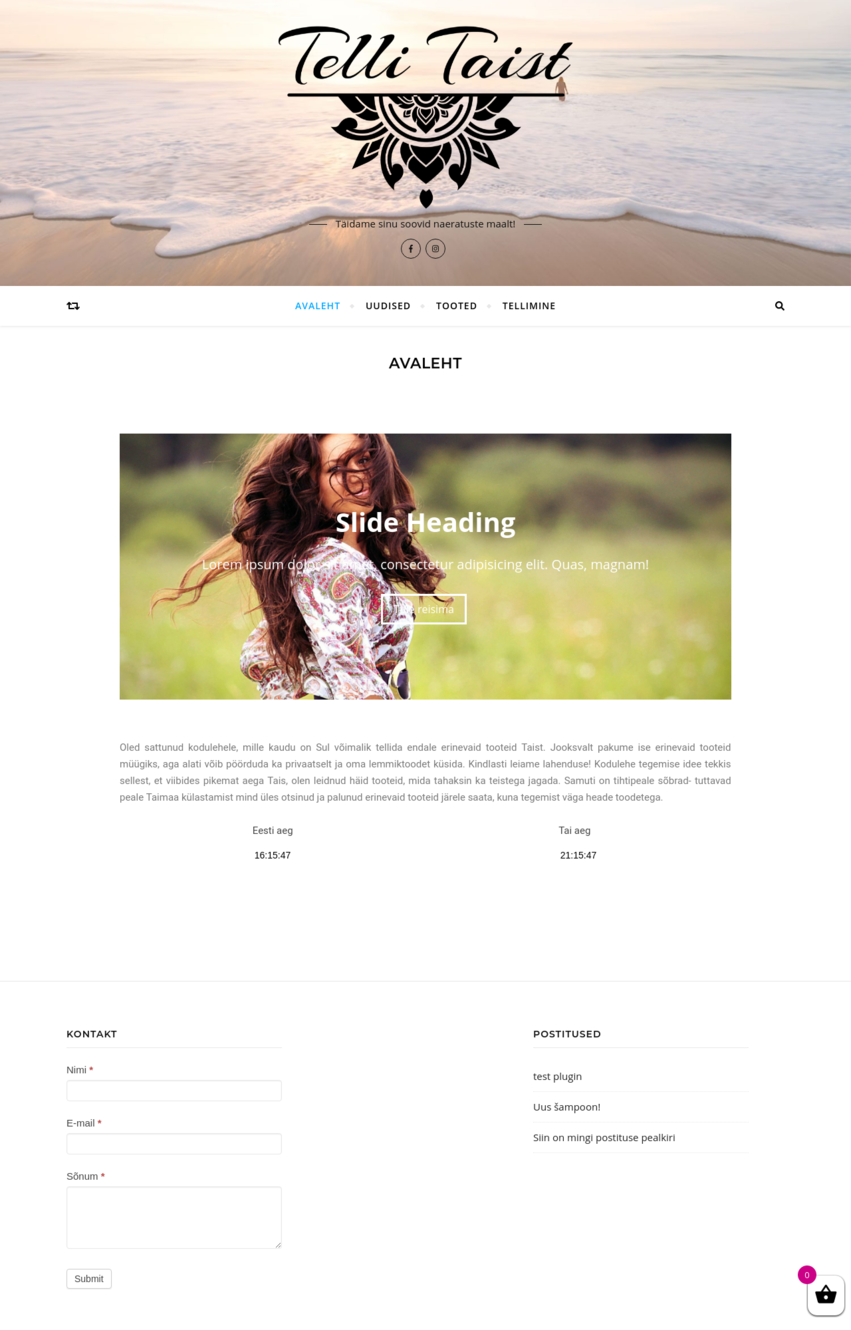 Telli Taist
Täidame sinu soovid naeratuste maalt!
AVALEHT
UUDISED
TOOTED
TELLIMINE
AVALEHT
Slide Heading
Lorem ipsum dolor sit amet, consectetur adipisicing elit. Quas, magnam!
reisima
Oled sattunud kodulehele, mille kaudu on Sul võimalik tellida endale erinevaid tooteid Taist. Jooksvalt pakume ise erinevaid tooteid
müügiks, aga alati võib pöörduda ka privaatselt ja oma lemmiktoodet küsida. Kindlasti leiame lahenduse! Kodulehe tegemise idee tekkis
sellest, et viibides pikemat aega Tais, olen leidnud häid tooteid, mida tahaksin ka teistega jagada. Samuti on tihtipeale sõbrad- tuttavad
peale Taimaa külastamist mind üles otsinud ja palunud erinevaid tooteid järele saata, kuna tegemist väga heade toodetega.
Eesti aeg
16:15:47
Tai aeg
21:15:47
KONTAKT
Nimi *
E-mail *
Sõnum *
Submit
POSTITUSED
test plugin
Uus šampoon!
Siin on mingi postituse pealkiri
0